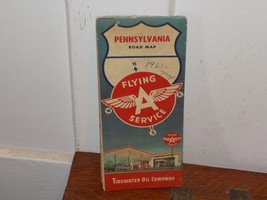 PENNSYLVANIA
ROAD MAP
N
FLYING
A
SERVICE
TIDEWATER OIL COMPANY